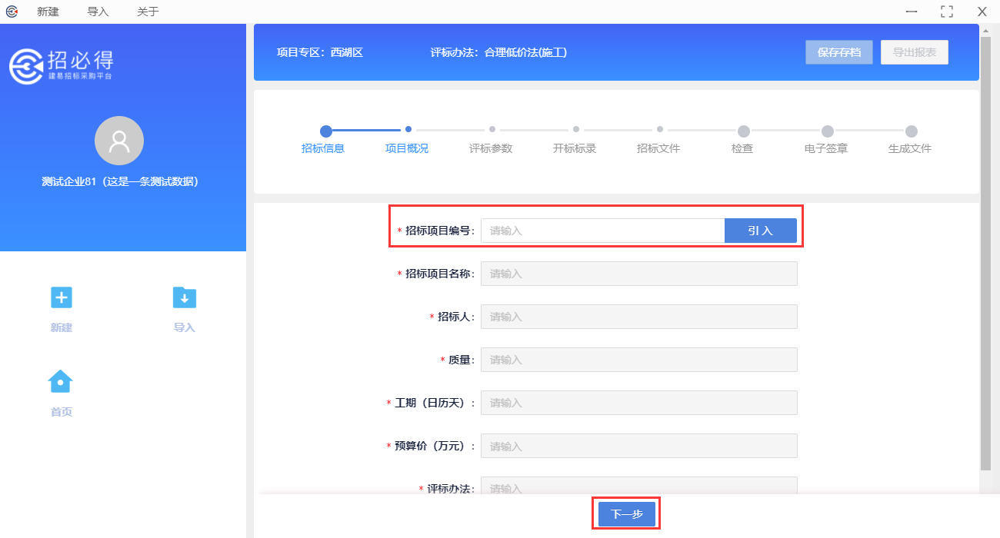 新建 导入 关于
招必得
建易招标采购平台
测试企业81（这是一条测试数据）
新建 导入
首页
项目专区：西湖区 评标办法：合理低价法(施工) 保存存档 导出报表
招标信息 项目概况 评标参数 开标标录 招标文件 检查 电子签章 生成文件
* 招标项目编号： 请输入 引 入
* 招标项目名称： 请输入
* 招标人： 请输入
* 质量： 请输入
* 工期（日历天）： 请输入
* 预算价（万元）： 请输入
* 评标办法： 请输入
下一步